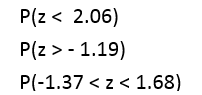 P(z < 2.06)
P(z > - 1.19)
P(-1.37 < z < 1.68)